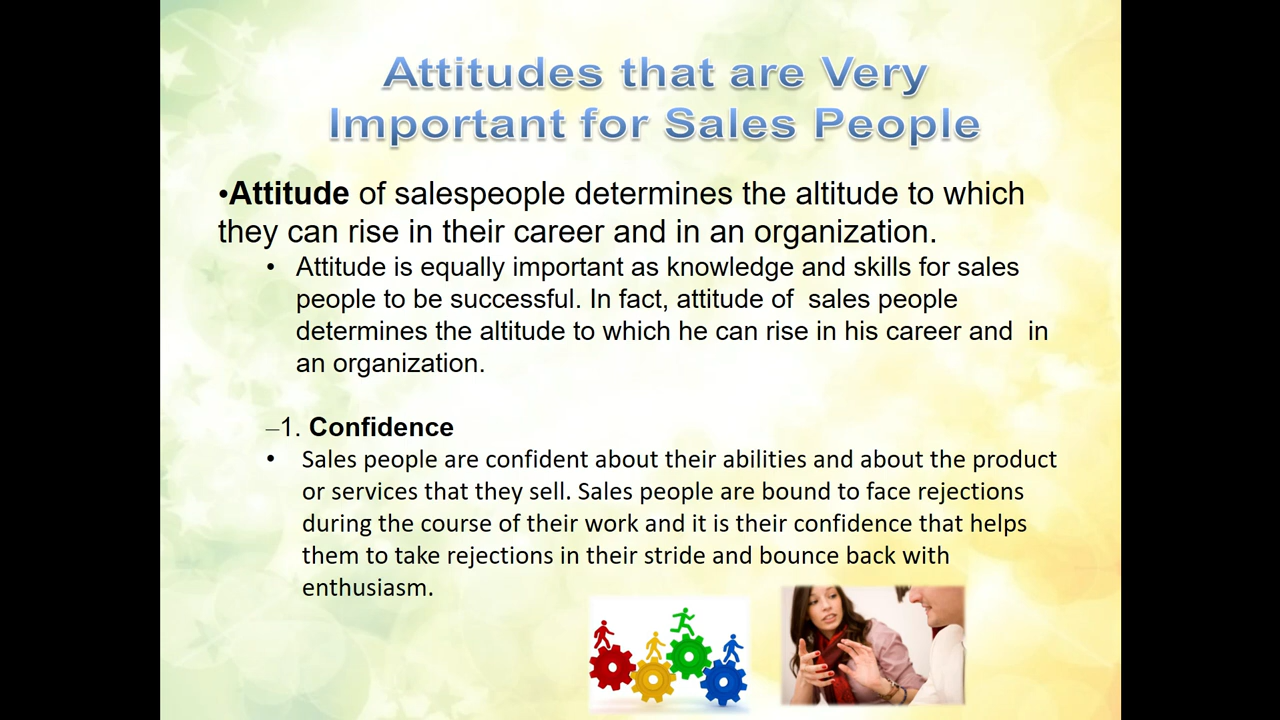 Attitudes that are Very
Important for Sales People
•Attitude of salespeople determines the altitude to which
they can rise in their career and in an organization.
• Attitude is equally important as knowledge and skills for sales
people to be successful. In fact, attitude of  sales people
determines the altitude to which he can rise in his career and  in
an organization.
–1. Confidence
• Sales people are confident about their abilities and about the product
or services that they sell. Sales people are bound to face rejections
during the course of their work and it is their confidence that helps
them to take rejections in their stride and bounce back with
enthusiasm.